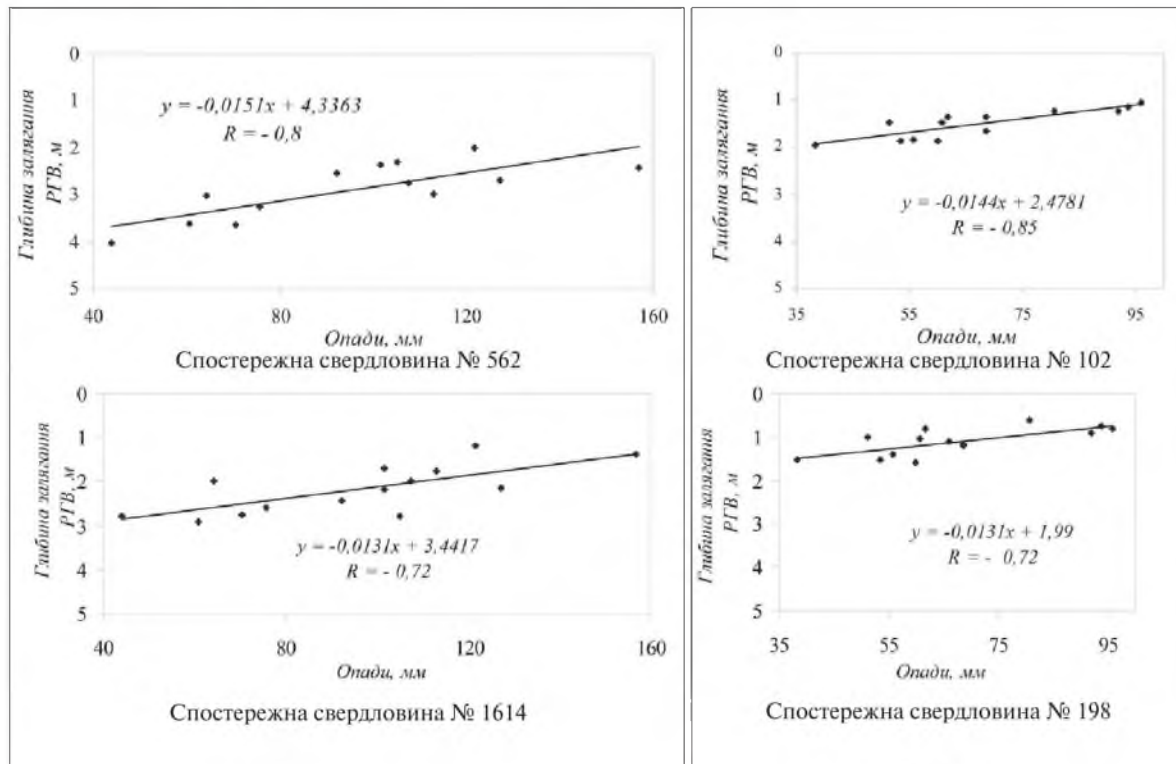 Глибина залягання
РГВ, м
0
1
2
3
4
5
y = -0,0151x + 4,3363
R = - 0,8
40
80
120
160
Опади, мм
Спостережна свердловина № 562
Глибина залягання
РГВ, м
0
1
2
3
4
5
y = -0,0144x + 2,4781
R = - 0,85
35
55
75
95
Опади, мм
Спостережна свердловина № 102
Глибина залягання
РГВ, м
0
1
2
3
4
5
y = -0,0131x + 3,4417
R = - 0,72
40
80
120
160
Опади, мм
Спостережна свердловина № 1614
Глибина залягання
РГВ, м
0
1
2
3
4
5
y = -0,0131x + 1,99
R = - 0,72
35
55
75
95
Опади, мм
Спостережна свердловина № 198